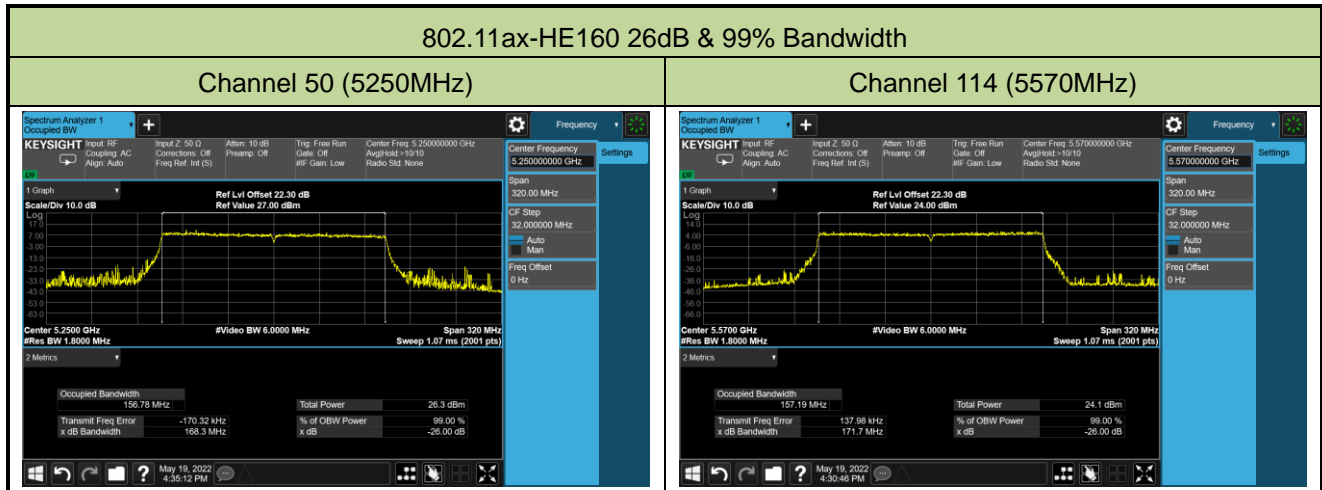 802.11ax-HE160 26dB & 99% Bandwidth
Channel 50 (5250MHz)
Channel 114 (5570MHz)
Spectrum Analyzer 1
Occupied BW
+
Frequency
KEYSIGHT
Input: RF
Coupling: AC
Align: Auto
Input Z: 50 Ω
Corrections: Off
Freq Ref: Int (S)
Atten: 10 dB
Preamp: Off
Trig: Free Run
Gate: Off
#IF Gain: Low
Center Freq: 5.250000000 GHz
Avg|Hold:>10/10
Radio Std: None
LXI
Center Frequency
5.250000000 GHz
Settings
Span
320.00 MHz
CF Step
32.000000 MHz
Auto
Man
Freq Offset
0 Hz
1 Graph
Scale/Div 10.0 dB
Ref Lvl Offset 22.30 dB
Ref Value 27.00 dBm
Log
17.0
7.00
-3.00
-13.0
-23.0
-33.0
-43.0
-53.0
-63.0
Center 5.2500 GHz
#Video BW 6.0000 MHz
Span 320 MHz
#Res BW 1.8000 MHz
Sweep 1.07 ms (2001 pts)
2 Metrics
Occupied Bandwidth
156.78 MHz
Total Power 26.3 dBm
Transmit Freq Error -170.32 kHz
% of OBW Power 99.00 %
x dB Bandwidth 168.3 MHz
x dB -26.00 dB
?
May 19, 2022
4:35:12 PM
Spectrum Analyzer 1
Occupied BW
+
Frequency
KEYSIGHT
Input: RF
Coupling: AC
Align: Auto
Input Z: 50 Ω
Corrections: Off
Freq Ref: Int (S)
Atten: 10 dB
Preamp: Off
Trig: Free Run
Gate: Off
#IF Gain: Low
Center Freq: 5.570000000 GHz
Avg|Hold:>10/10
Radio Std: None
LXI
Center Frequency
5.570000000 GHz
Settings
Span
320.00 MHz
CF Step
32.000000 MHz
Auto
Man
Freq Offset
0 Hz
1 Graph
Scale/Div 10.0 dB
Ref Lvl Offset 22.30 dB
Ref Value 24.00 dBm
Log
14.0
4.00
-6.00
-16.0
-26.0
-36.0
-46.0
-56.0
-66.0
Center 5.5700 GHz
#Video BW 6.0000 MHz
Span 320 MHz
#Res BW 1.8000 MHz
Sweep 1.07 ms (2001 pts)
2 Metrics
Occupied Bandwidth
157.19 MHz
Total Power 24.1 dBm
Transmit Freq Error 137.98 kHz
% of OBW Power 99.00 %
x dB Bandwidth 171.7 MHz
x dB -26.00 dB
?
May 19, 2022
4:30:46 PM